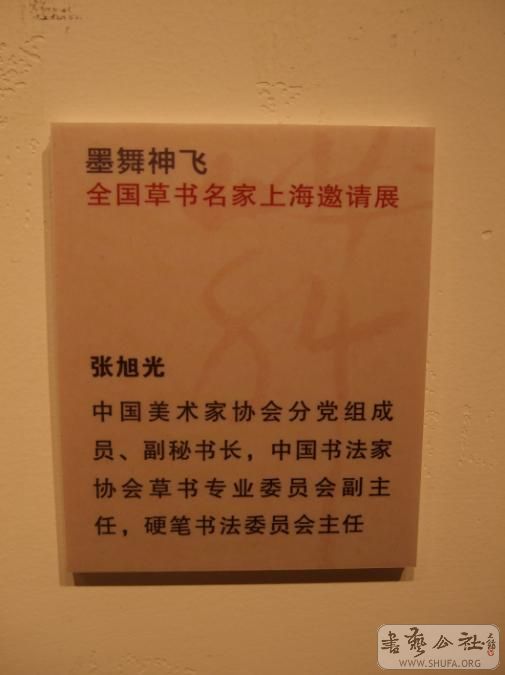 墨舞神飞
全国草书名家上海邀请展
张旭光
中国美术家协会分党组成
员、副秘书长，中国书法家
协会草书专业委员会副主
任，硬笔书法委员会主任
书艺公社
WWW.SHUFA.ORG